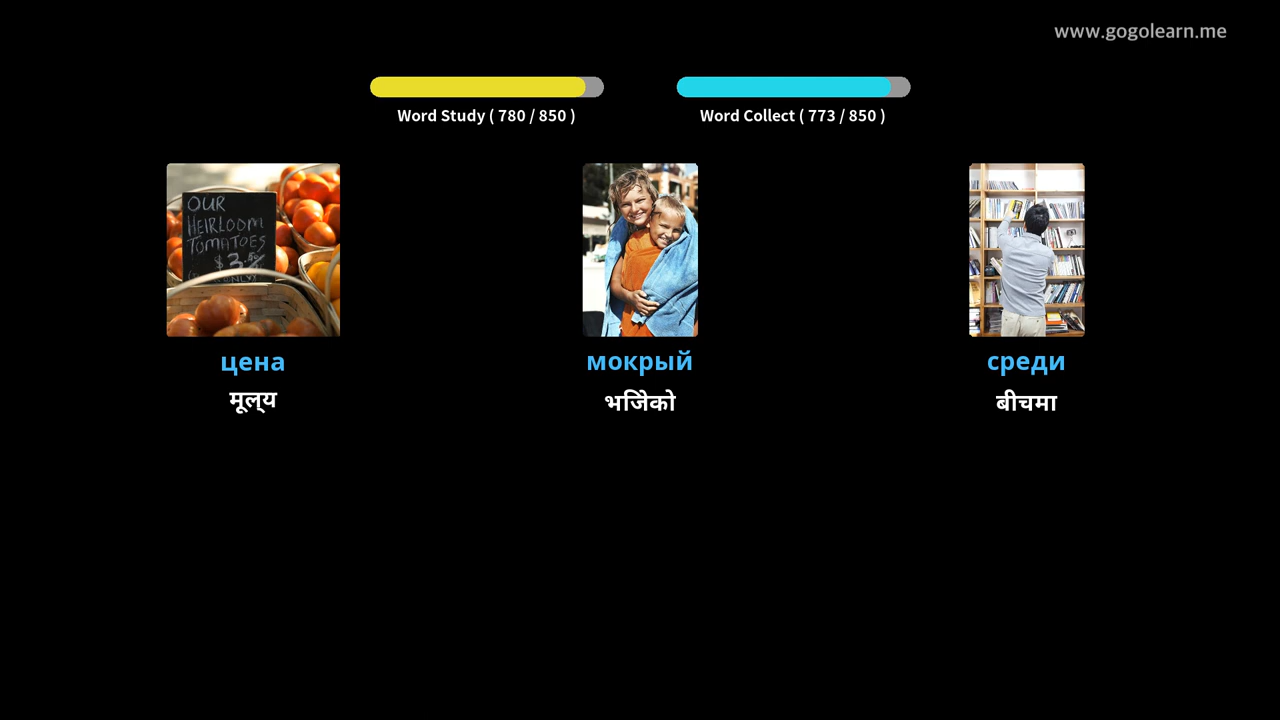 www.gogolearn.me
Word Study ( 780 / 850 )
Word Collect ( 773 / 850 )
OUR
HEIRLOOM
TOMATOES
цена
मूल्य
мокрый
भिजेको
среди
बीचमा